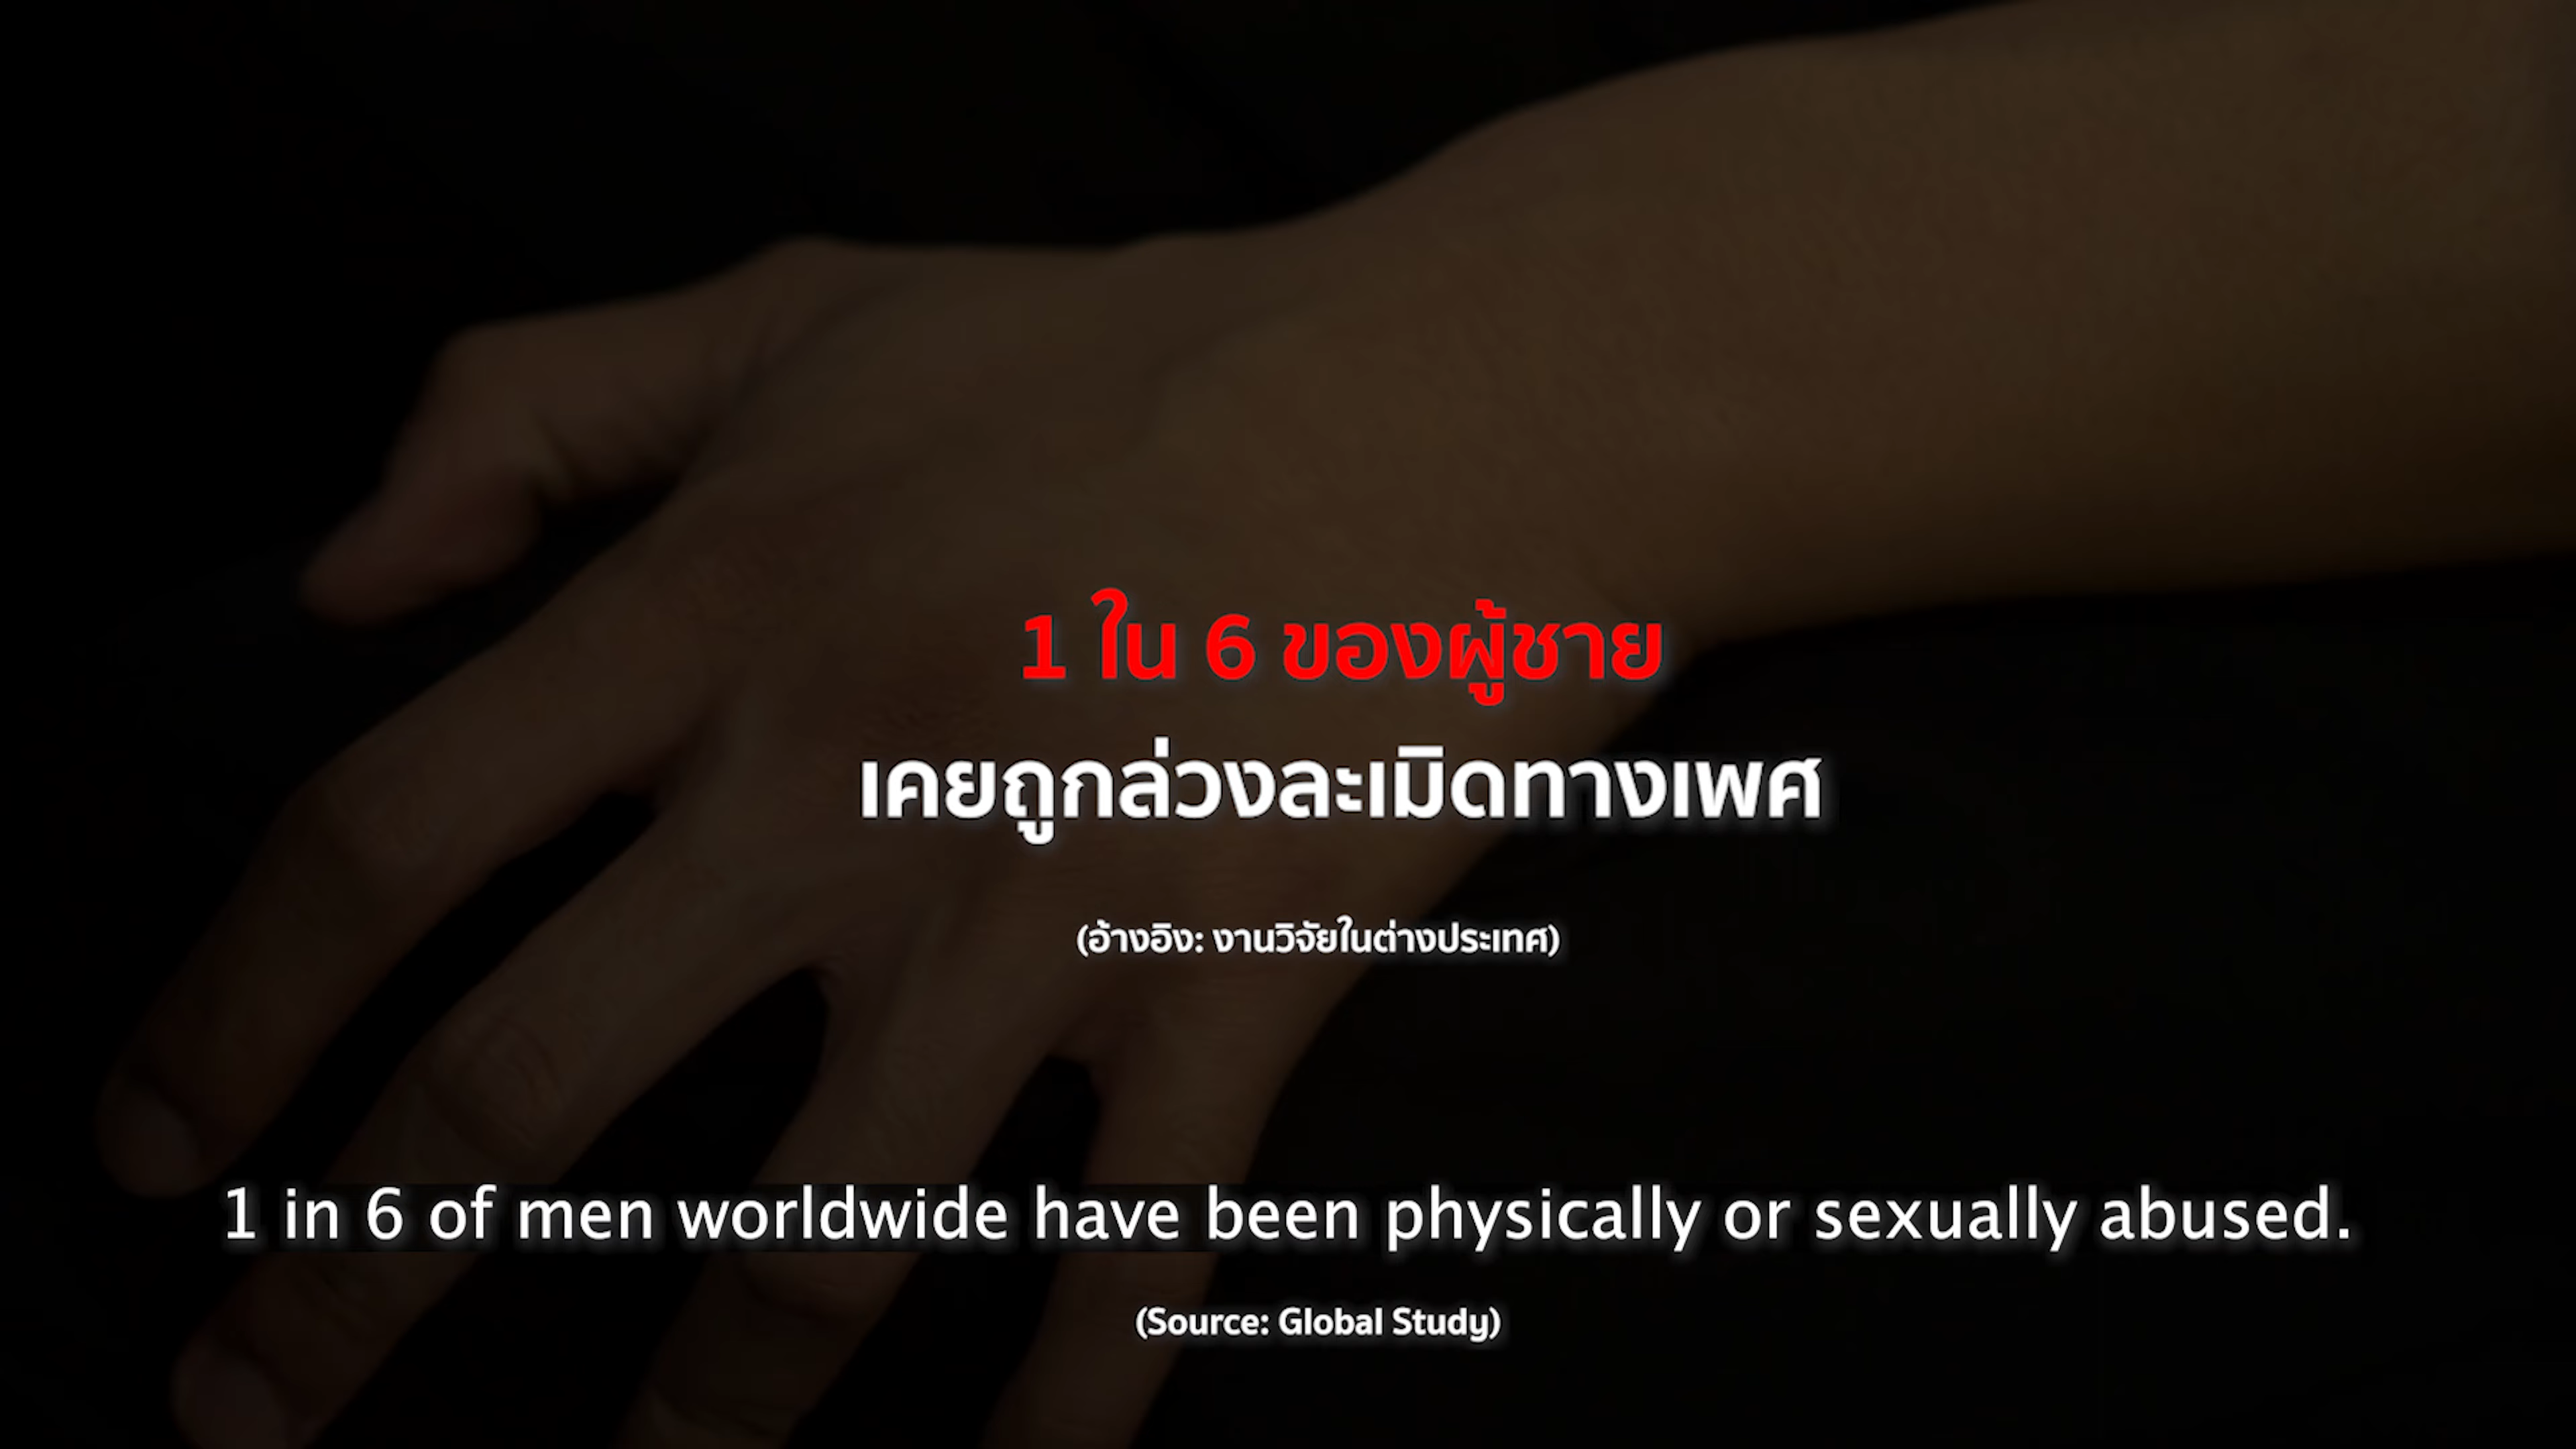 1 ใน 6 ของผู้ชาย
เคยถูกล่วงละเมิดทางเพศ
(อ้างอิง: งานวิจัยในต่างประเทศ)
1 in 6 of men worldwide have been physically or sexually abused.
(Source: Global Study)